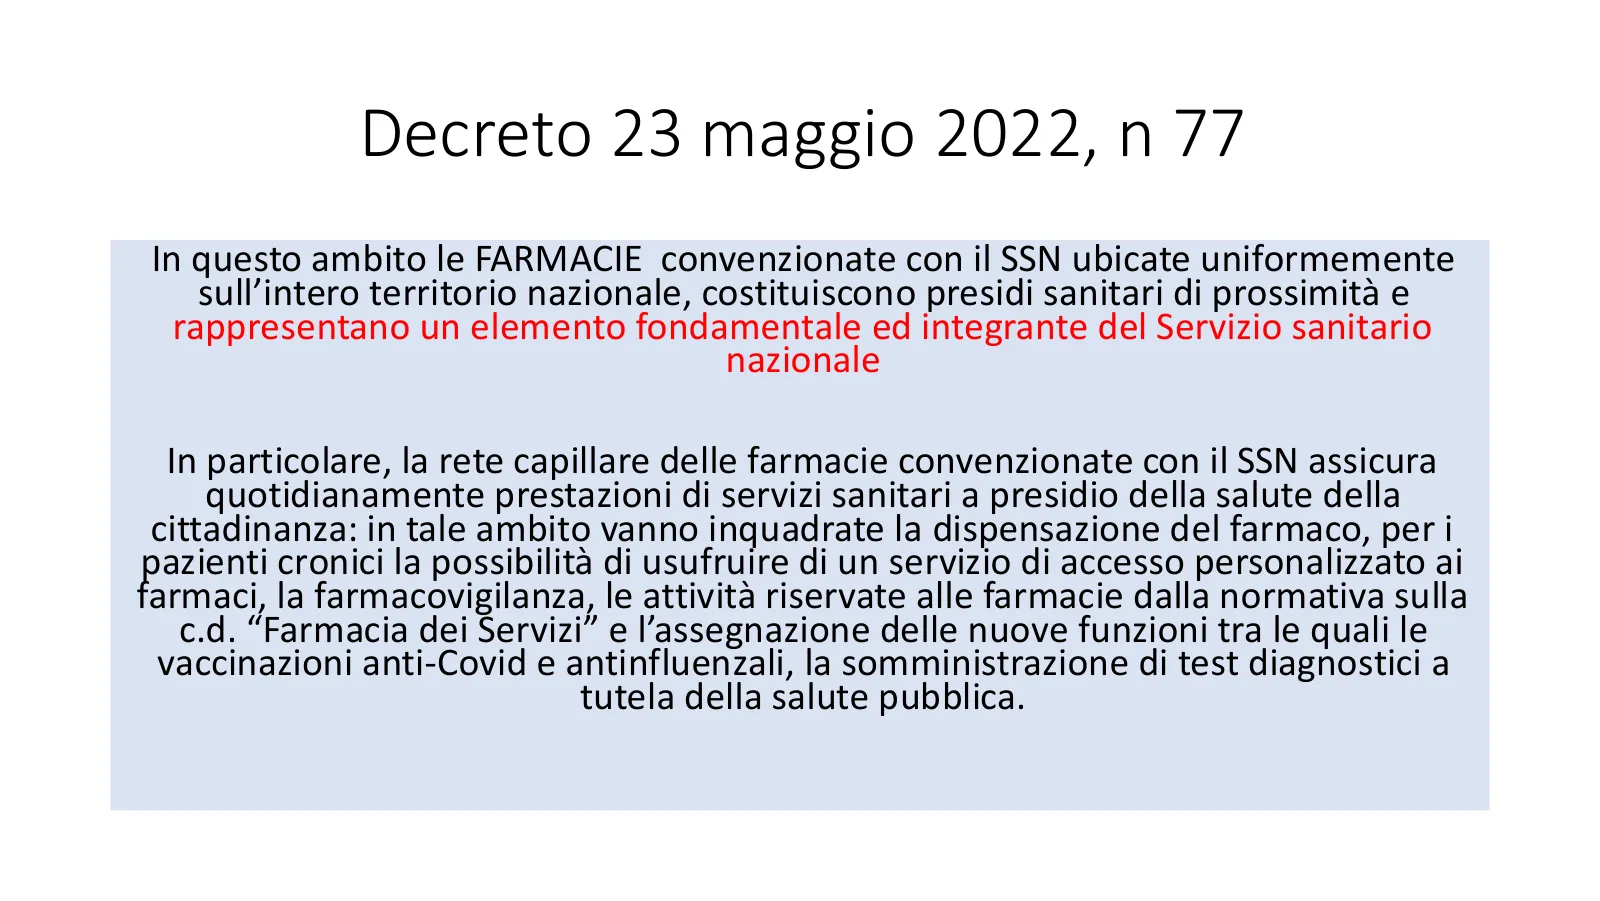 Decreto 23 maggio 2022, n 77
In questo ambito le FARMACIE  convenzionate con il SSN ubicate uniformemente
sull’intero territorio nazionale, costituiscono presidi sanitari di prossimità e
rappresentano un elemento fondamentale ed integrante del Servizio sanitario
nazionale
In particolare, la rete capillare delle farmacie convenzionate con il SSN assicura
quotidianamente prestazioni di servizi sanitari a presidio della salute della
cittadinanza: in tale ambito vanno inquadrate la dispensazione del farmaco, per i
pazienti cronici la possibilità di usufruire di un servizio di accesso personalizzato ai
farmaci, la farmacovigilanza, le attività riservate alle farmacie dalla normativa sulla
c.d. “Farmacia dei Servizi” e l’assegnazione delle nuove funzioni tra le quali le
vaccinazioni anti-Covid e antinfluenzali, la somministrazione di test diagnostici a
tutela della salute pubblica.